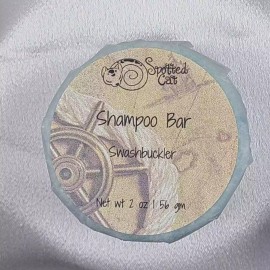 Spotted
Cat
Shampoo Bar
Swashbuckler
Net wt 2 oz | 56 gm